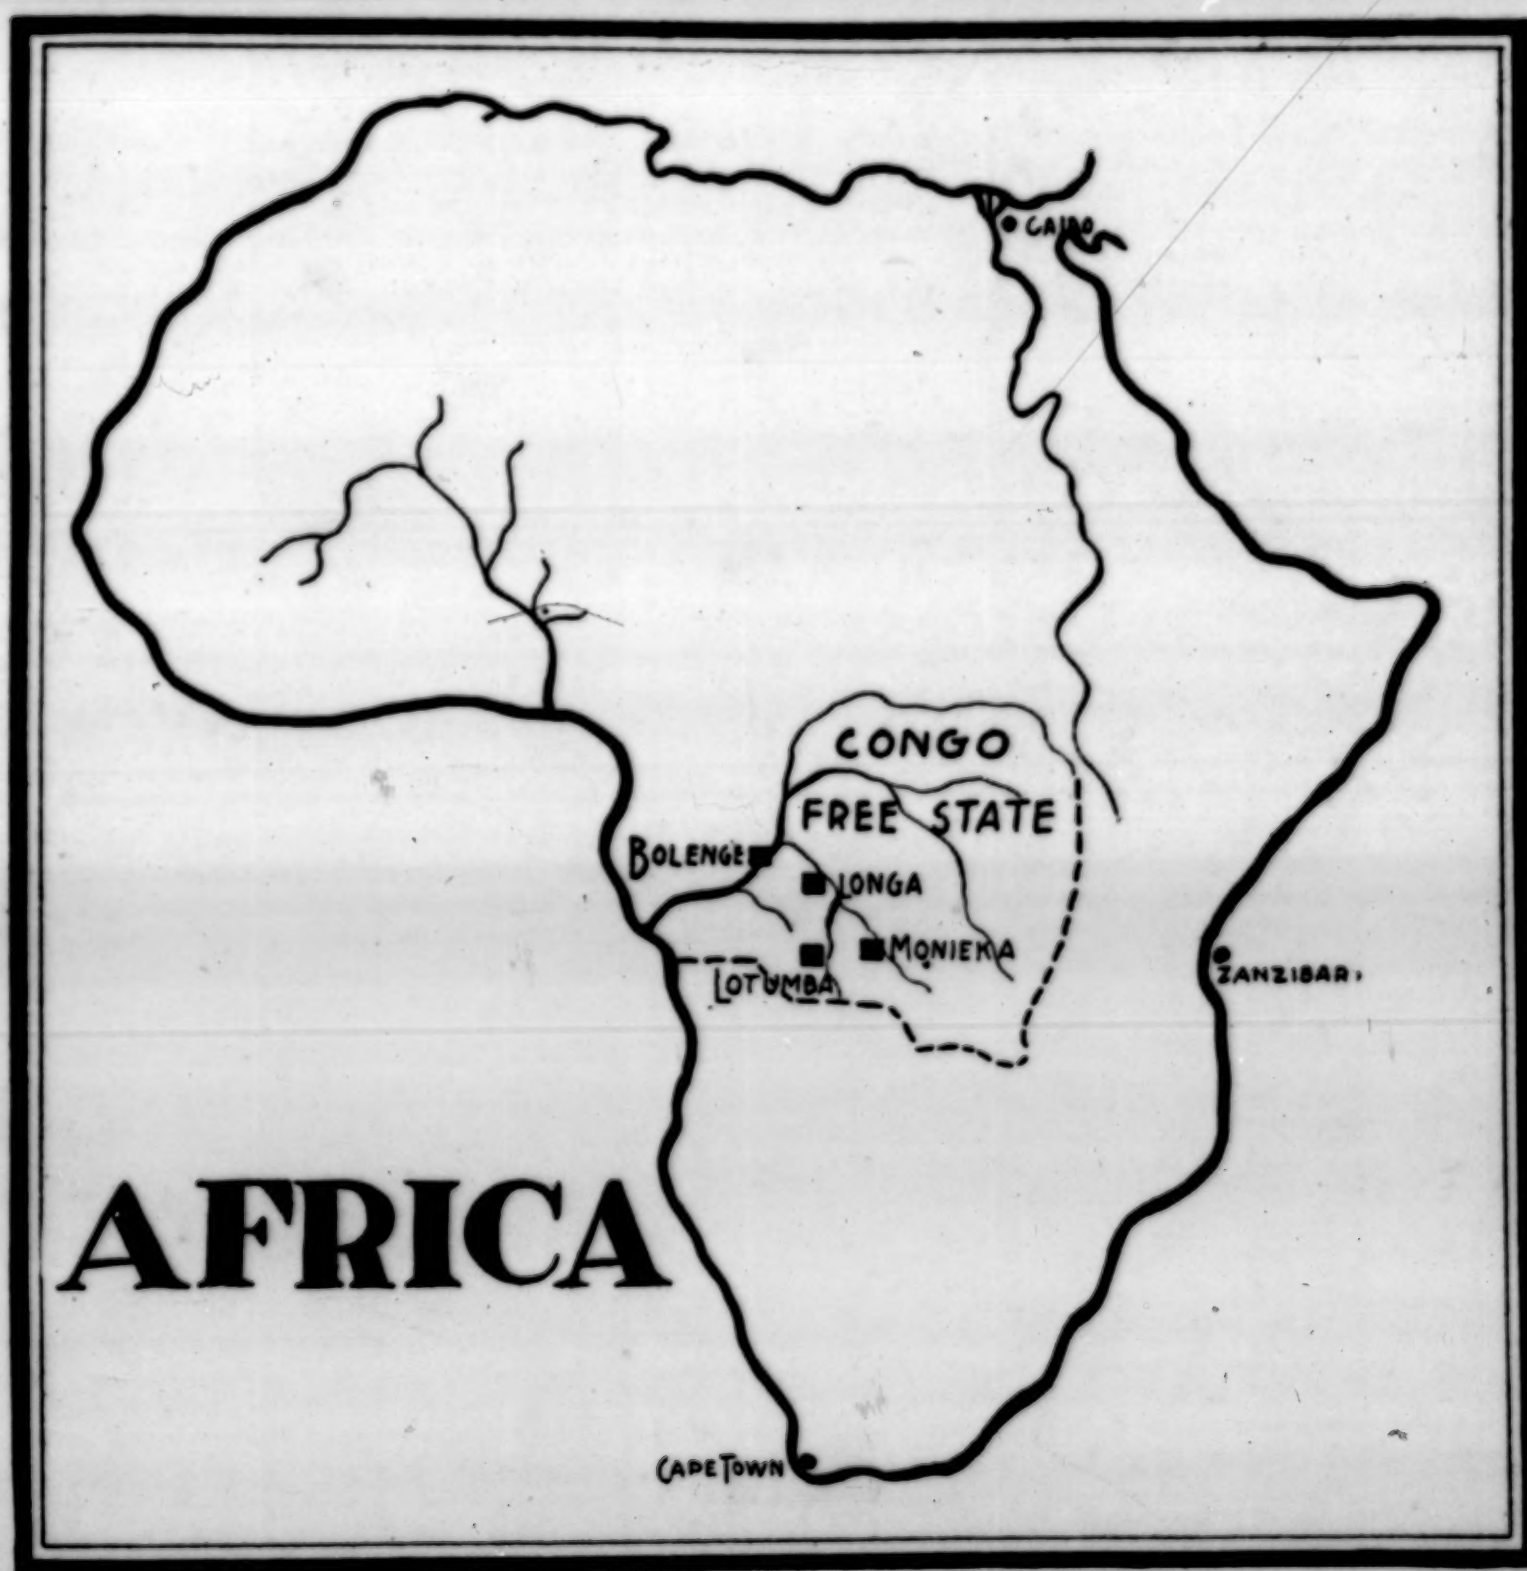 CAIRO
CONGO
FREE STATE
BOLENGE
LONGA
MONIEKA
LOTUMBA
ZANZIBAR.
AFRICA
CAPE TOWN